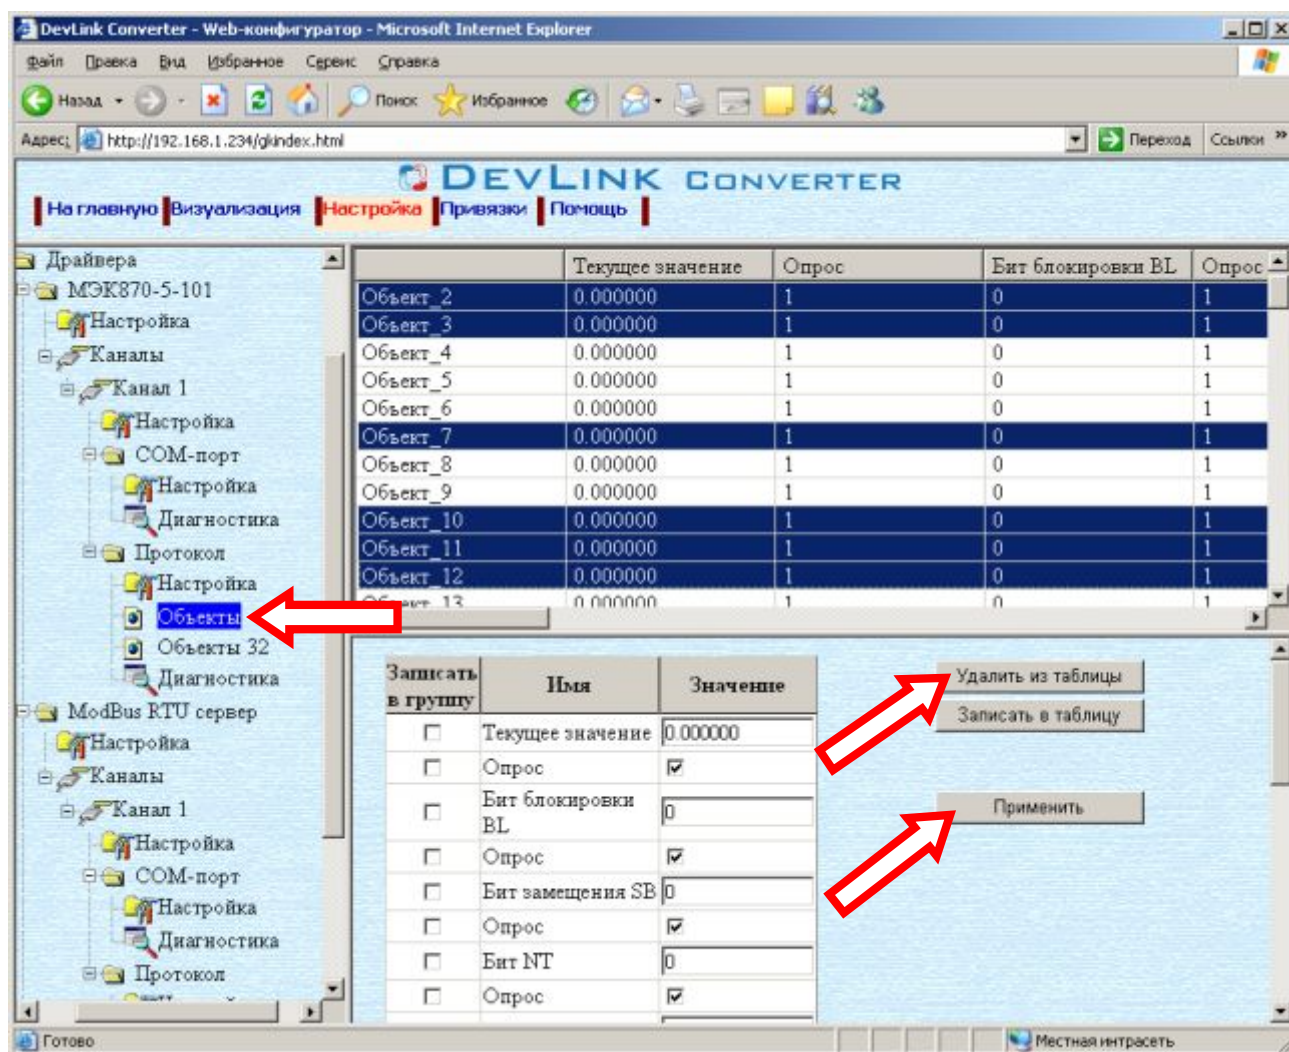 DevLink Converter - Web-конфигуратор - Microsoft Internet Explorer
Файл Правка Вид Избранное Сервис Справка
Назад Поиск Избранное
Адрес: http://192.168.1.234/gkindex.html Переход Ссылки »
DEVLINK CONVERTER
На главную Визуализация Настройка Привязки Помощь
Драйвера
МЭК870-5-101
Настройка
Каналы
Канал 1
Настройка
COM-порт
Настройка
Диагностика
Протокол
Настройка
Объекты
Объекты 32
Диагностика
ModBus RTU сервер
Настройка
Каналы
Канал 1
Настройка
COM-порт
Настройка
Диагностика
Протокол
Текущее значение Опрос Бит блокировки BL Опрос
Объект_2 0.000000 1 0 1
Объект_3 0.000000 1 0 1
Объект_4 0.000000 1 0 1
Объект_5 0.000000 1 0 1
Объект_6 0.000000 1 0 1
Объект_7 0.000000 1 0 1
Объект_8 0.000000 1 0 1
Объект_9 0.000000 1 0 1
Объект_10 0.000000 1 0 1
Объект_11 0.000000 1 0 1
Объект_12 0.000000 1 0 1
Объект_13 0.000000 1 0 1
Записать
в группу Имя Значение
Текущее значение 0.000000
Опрос
Бит блокировки
BL 0
Опрос
Бит замещения SB 0
Опрос
Бит NT 0
Опрос
Удалить из таблицы
Записать в таблицу
Применить
Готово Местная интрасеть